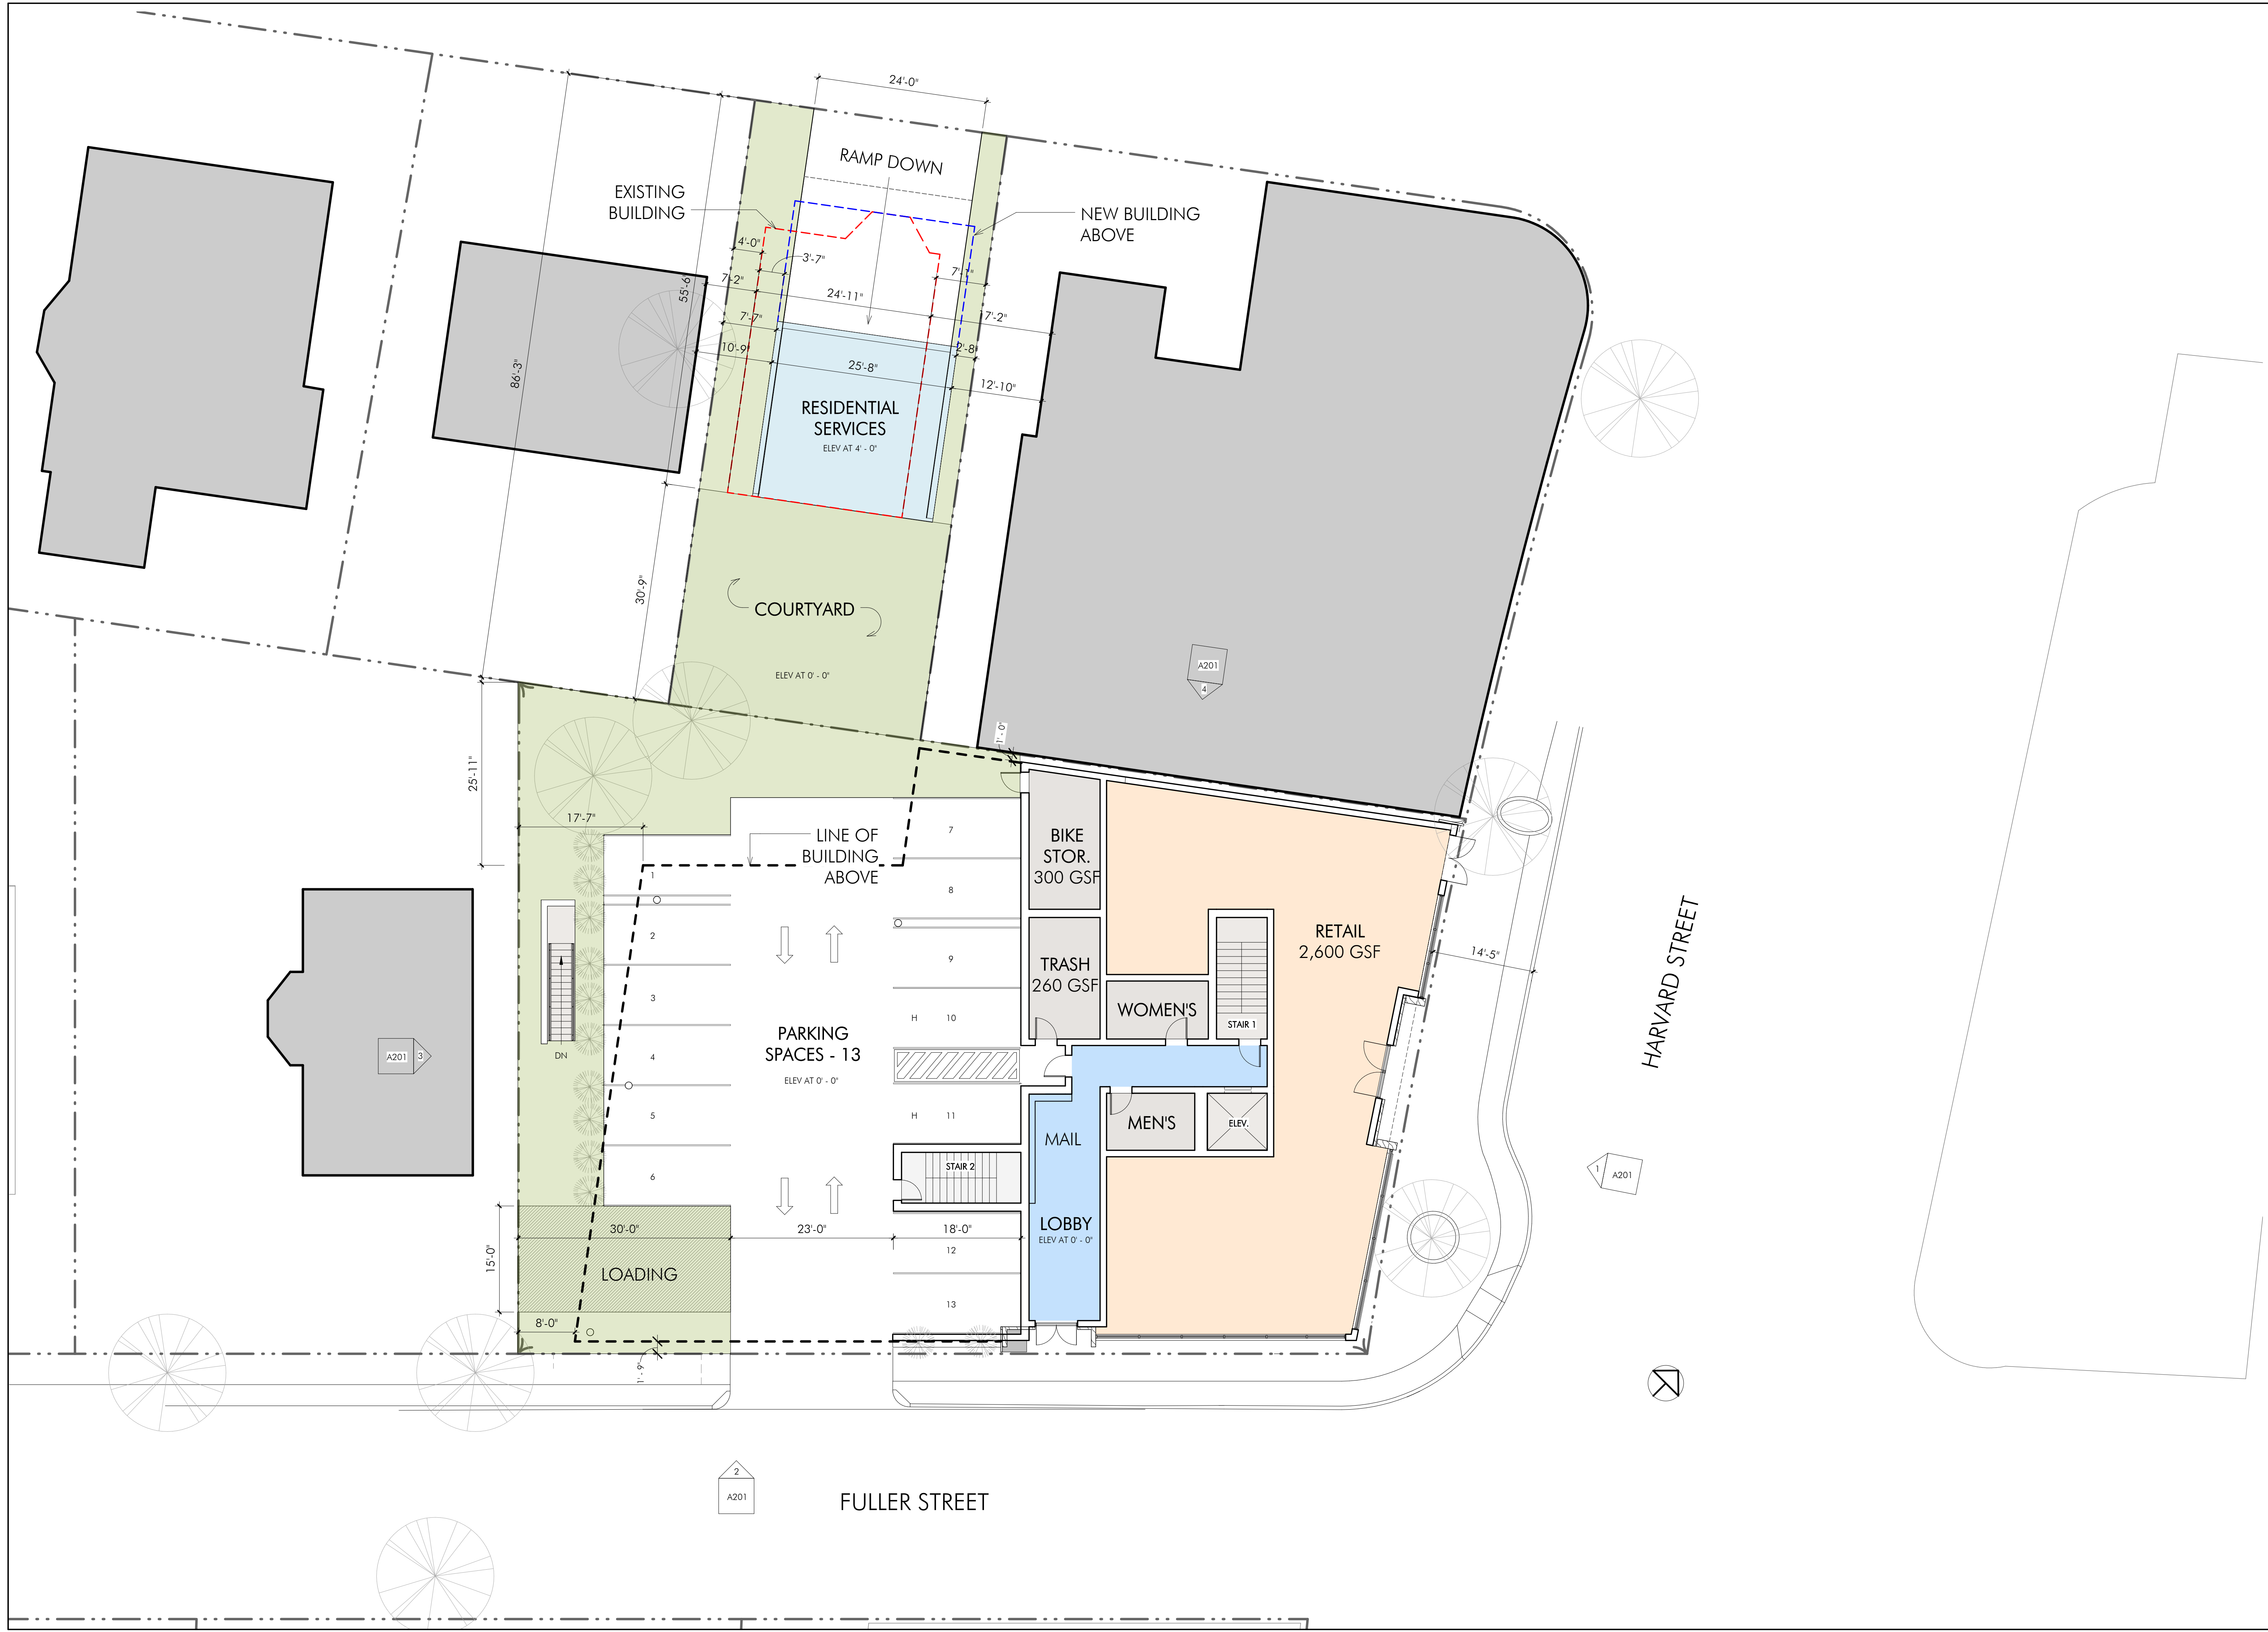 24'-0"
RAMP DOWN
EXISTING
BUILDING
NEW BUILDING
ABOVE
4'-0"
3'-7"
7'-2"
55'-6"
24'-11"
7'-2"
7'-7"
10'-9"
2'-8"
25'-8"
12'-10"
86'-3"
RESIDENTIAL
SERVICES
ELEV AT 4' - 0"
30'-9"
COURTYARD
ELEV AT 0' - 0"
A201
4
1' - 0"
25'-11"
17'-7"
LINE OF
BUILDING
ABOVE
7
BIKE
STOR.
300 GSF
1
8
RETAIL
2,600 GSF
2
9
TRASH
260 GSF
14'-5"
HARVARD STREET
3
H 10
WOMEN'S
STAIR 1
PARKING
SPACES - 13
ELEV AT 0' - 0"
A201
3
DN
4
5
H 11
MEN'S
ELEV.
MAIL
STAIR 2
6
1
A201
30'-0"
23'-0"
18'-0"
LOBBY
ELEV AT 0' - 0"
15'-0"
12
LOADING
13
8'-0"
1' - 9"
2
A201
FULLER STREET